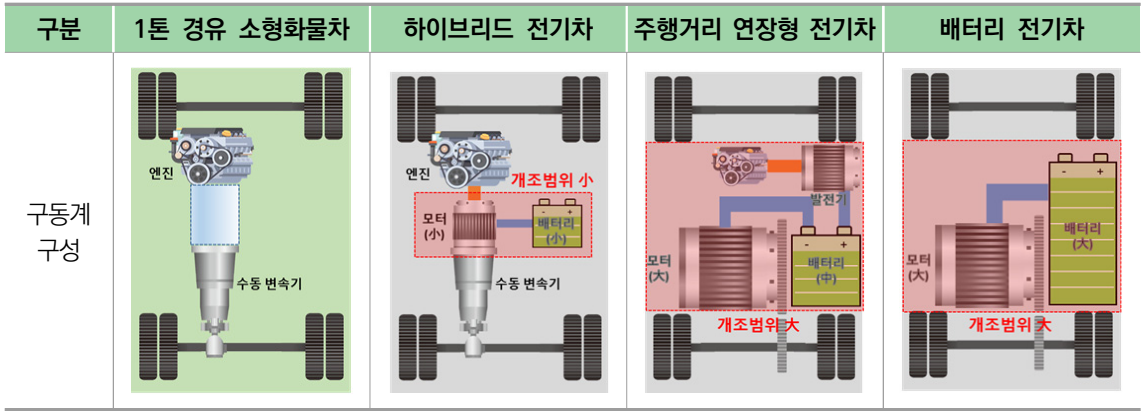 구분 1톤 경유 소형화물차 하이브리드 전기차 주행거리 연장형 전기차 배터리 전기차
구동계
구성
엔진
수동 변속기
엔진
개조범위 小
모터
(小)
- +
배터리
(小)
수동 변속기
발전기
모터
(大)
- +
배터리
(中)
개조범위 大
- +
배터리
(大)
모터
(大)
개조범위 大